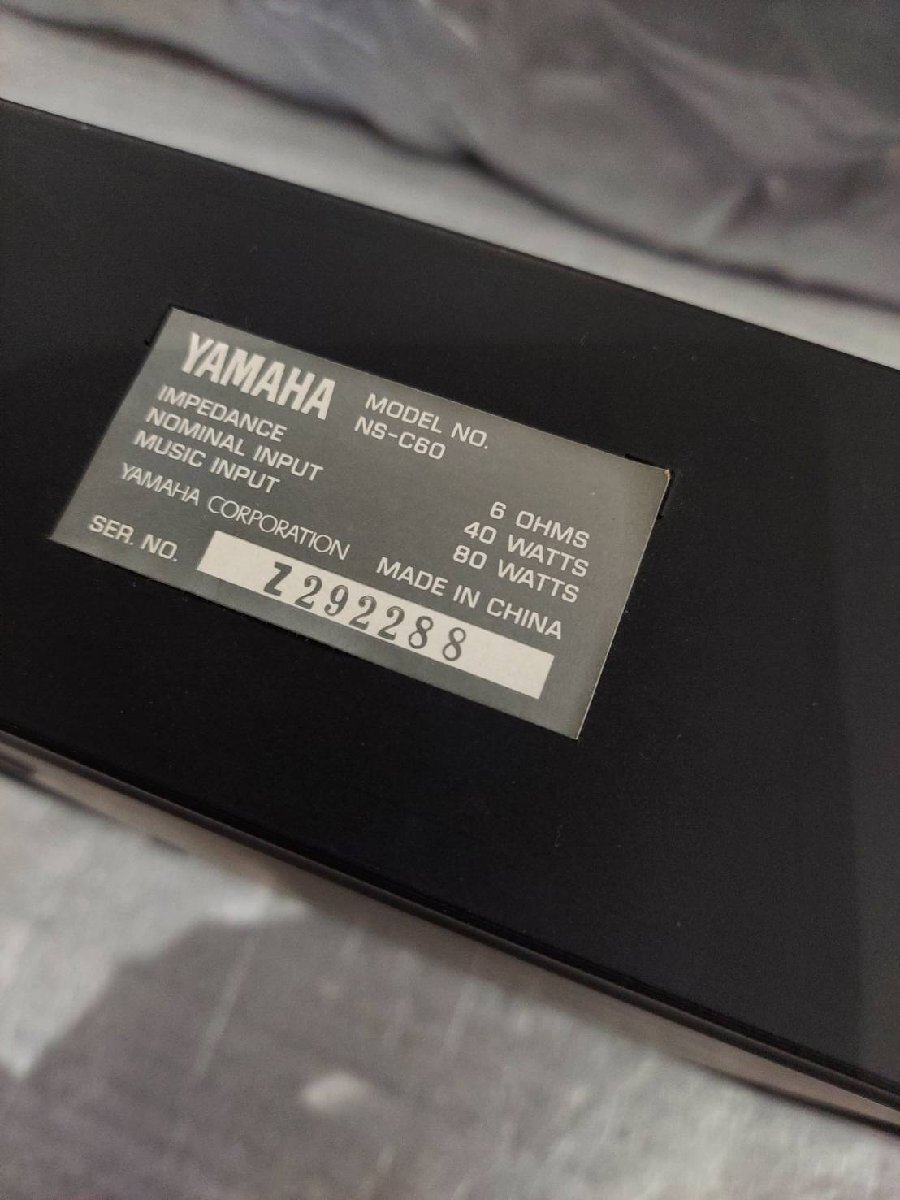 YAMAHA MODEL NO.
NS-C60
IMPEDANCE 6 OHMS
NOMINAL INPUT 40 WATTS
MUSIC INPUT 80 WATTS
YAMAHA CORPORATION MADE IN CHINA
SER. NO. Z292288